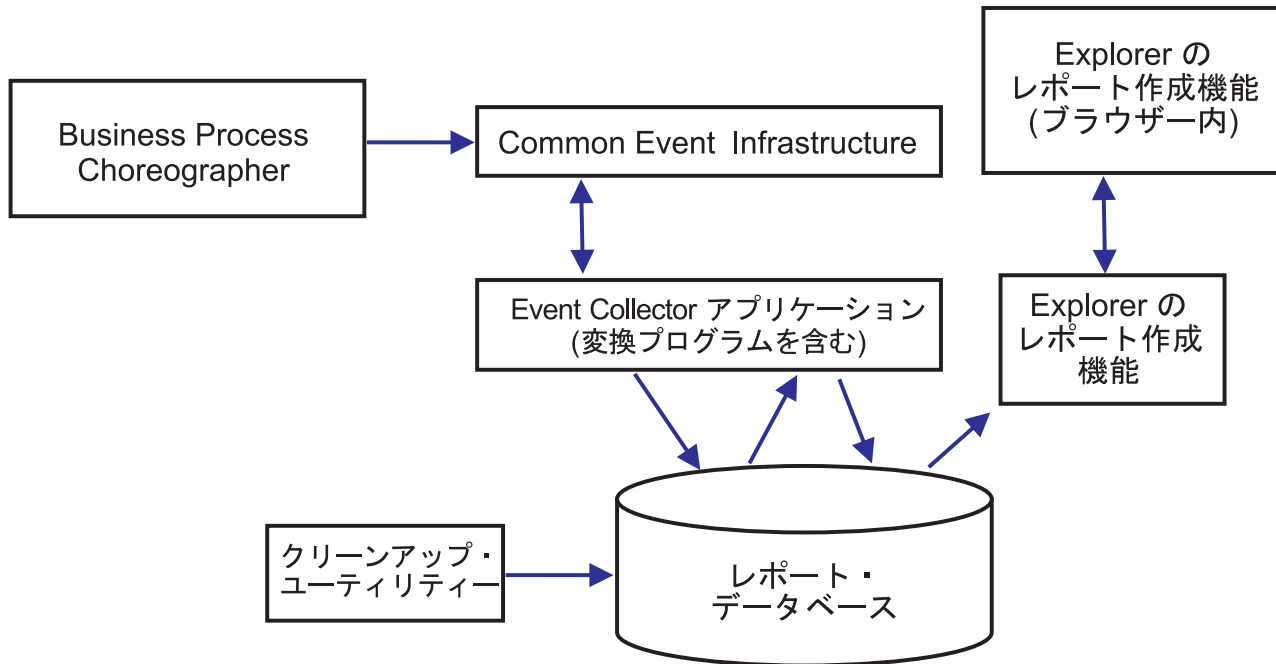 Business Process
Choreographer
Common Event Infrastructure
Explorer の
レポート作成機能
(ブラウザー内)
Event Collector アプリケーション
(変換プログラムを含む)
Explorer の
レポート作成
機能
クリーンアップ・
ユーティリティー
レポート・
データベース